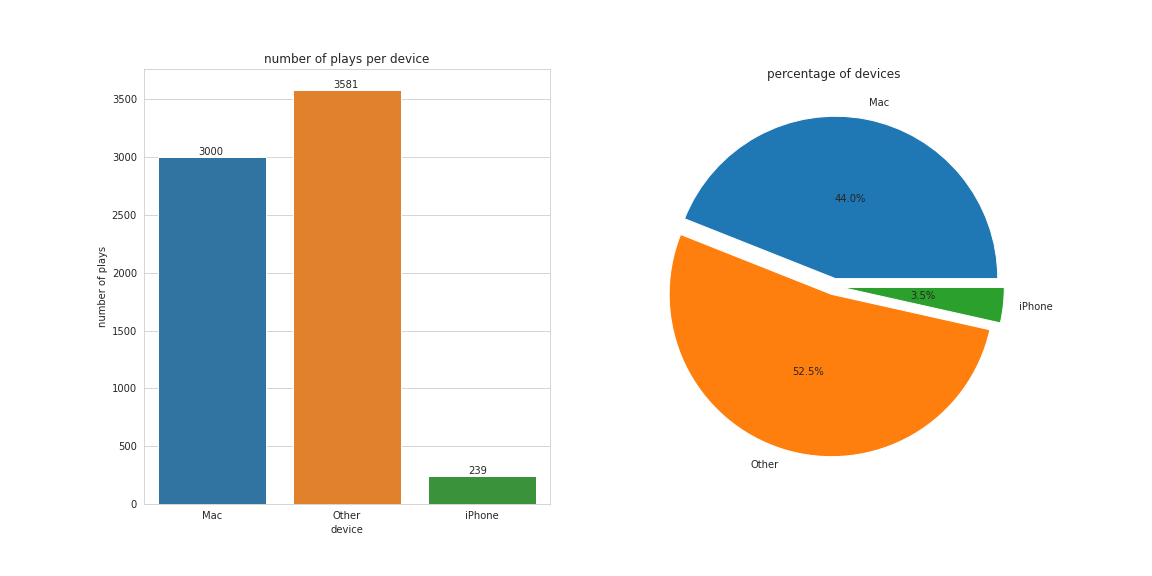 number of plays per device
3500
3000
2500
2000
1500
1000
500
0
number of plays
3000
3581
239
Mac
Other
iPhone
device
percentage of devices
Mac
44.0%
3.5%
iPhone
52.5%
Other